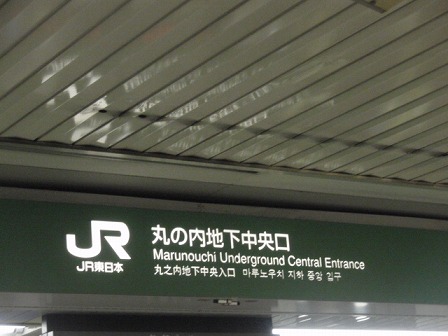 JR
JR東日本
丸の内地下中央口
Marunouchi Underground Central Entrance
丸之内地下中央入口 마루노우치 지하 중앙 입구